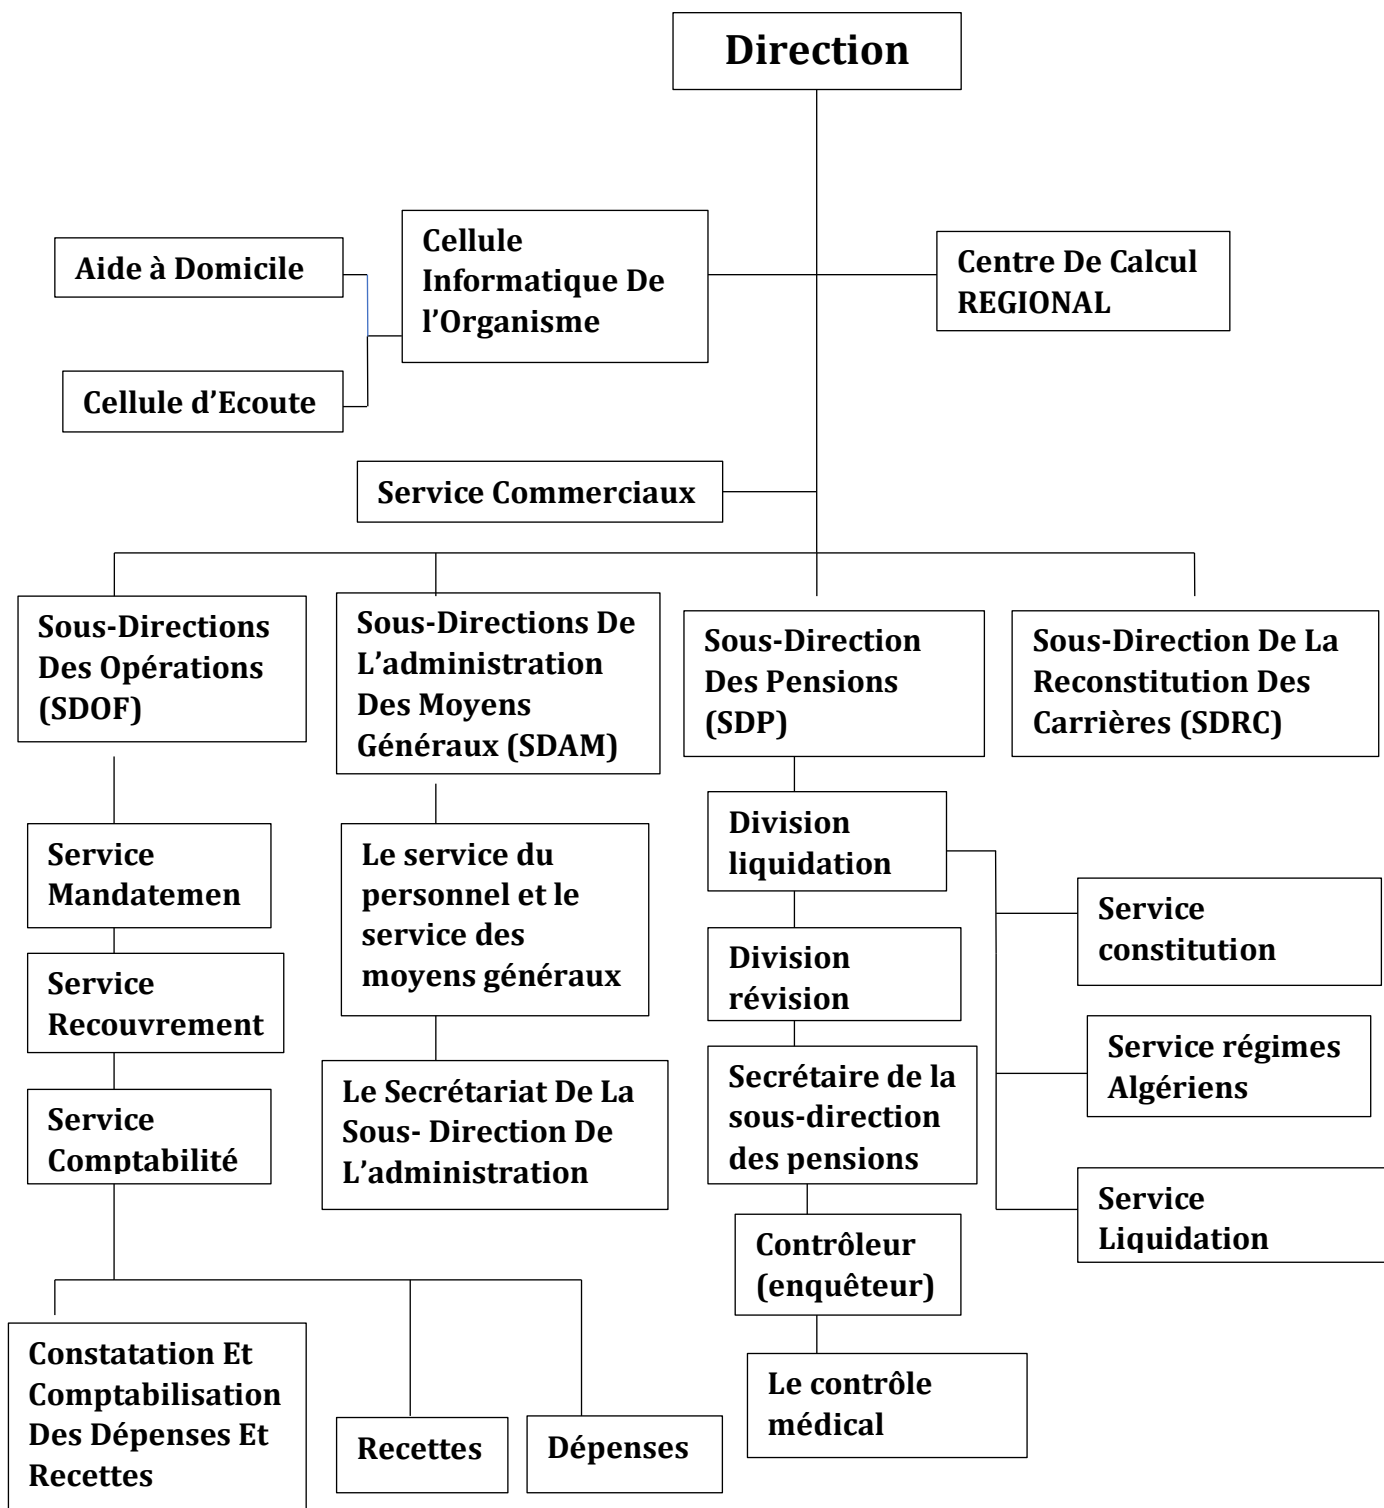 Direction
Cellule
Informatique De
l’Organisme
Aide à Domicile
Centre De Calcul
REGIONAL
Cellule d’Ecoute
Service Commerciaux
Sous-Directions
Des Opérations
(SDOF)
Sous-Directions De
L’administration
Des Moyens
Généraux (SDAM)
Sous-Direction
Des Pensions
(SDP)
Sous-Direction De La
Reconstitution Des
Carrières (SDRC)
Service
Mandatemen
Le service du
personnel et le
service des
moyens généraux
Division
liquidation
Service
constitution
Service
Recouvrement
Division
révision
Service régimes
Algériens
Service
Comptabilité
Le Secrétariat De La
Sous- Direction De
L’administration
Secrétaire de la
sous-direction
des pensions
Service
Liquidation
Contrôleur
(enquêteur)
Constatation Et
Comptabilisation
Des Dépenses Et
Recettes
Recettes
Dépenses
Le contrôle
médical